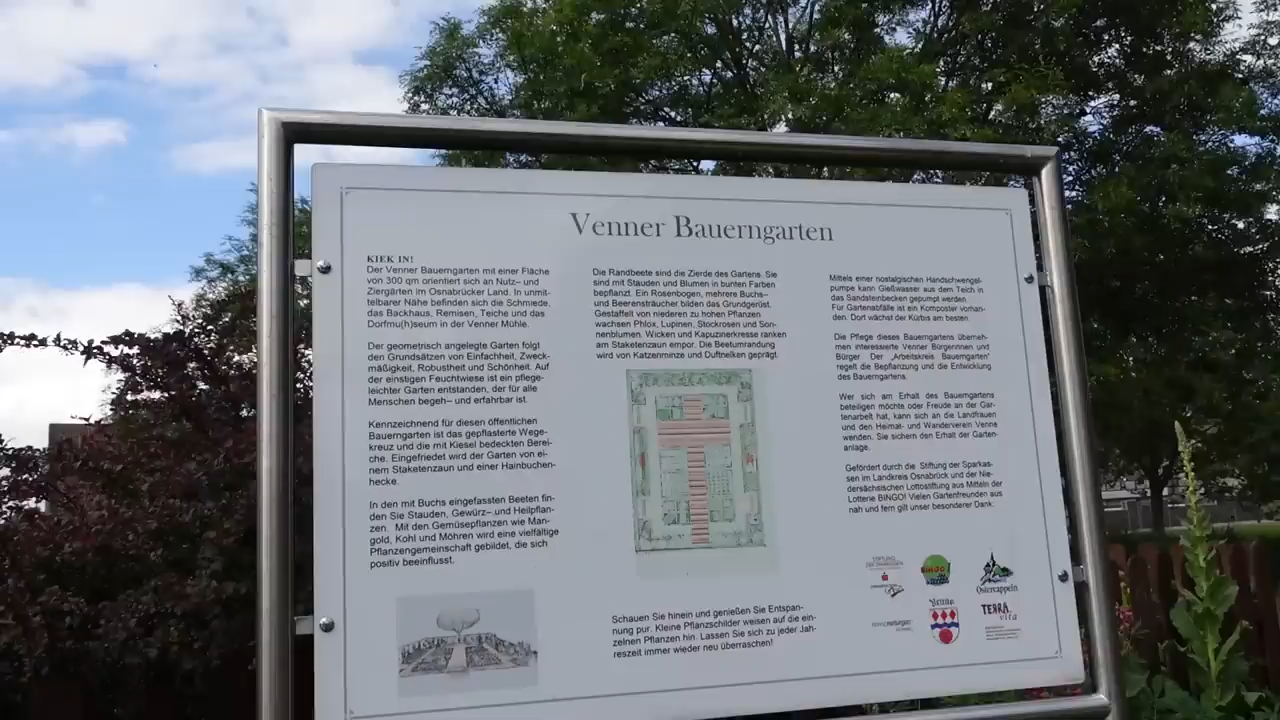 Venner Bauerngarten
KIEK IN!
Der Venner Bauerngarten mit einer Fläche
von 300 qm orientiert sich an Nutz– und
Ziergärten im Osnabrücker Land. In unmit-
telbarer Nähe befinden sich die Schmiede,
das Backhaus, Remisen, Teiche und das
Dorfmu(h)seum in der Venner Mühle.
Der geometrisch angelegte Garten folgt
den Grundsätzen von Einfachheit, Zweck-
mäßigkeit, Robustheit und Schönheit. Auf
der einstigen Feuchtwiese ist ein pflege-
leichter Garten entstanden, der für alle
Menschen begeh– und erfahrbar ist.
Kennzeichnend für diesen öffentlichen
Bauerngarten ist das gepflasterte Wege-
kreuz und die mit Kiesel bedeckten Berei-
che. Eingefriedet wird der Garten von ei-
nem Staketenzaun und einer Hainbuchen-
hecke.
In den mit Buchs eingefassten Beeten fin-
den Sie Stauden, Gewürz– und Heilpflan-
zen. Mit den Gemüsepflanzen wie Man-
gold, Kohl und Möhren wird eine vielfältige
Pflanzengemeinschaft gebildet, die sich
positiv beeinflusst.
Die Randbeete sind die Zierde des Gartens. Sie
sind mit Stauden und Blumen in bunten Farben
bepflanzt. Ein Rosenbogen, mehrere Buchs–
und Beerensträucher bilden das Grundgerüst.
Gestaffelt von niederen zu hohen Pflanzen
wachsen Phlox, Lupinen, Stockrosen und Son-
nenblumen. Wicken und Kapuzinerkresse ranken
am Staketenzaun empor. Die Beetumrandung
wird von Katzenminze und Duftnelken geprägt.
Schauen Sie hinein und genießen Sie Entspan-
nung pur. Kleine Pflanzschilder weisen auf die ein-
zelnen Pflanzen hin. Lassen Sie sich zu jeder Jah-
reszeit immer wieder neu überraschen!
Mittels einer nostalgischen Handschwengel-
pumpe kann Gießwasser aus dem Teich in
das Sandsteinbecken gepumpt werden.
Für Gartenabfälle ist ein Komposter vorhan-
den. Dort wächst der Kürbis am besten.
Die Pflege dieses Bauerngartens überneh-
men interessierte Venner Bürgerinnen und
Bürger. Der „Arbeitskreis Bauerngarten"
regelt die Bepflanzung und die Entwicklung
des Bauerngartens.
Wer sich am Erhalt des Bauerngartens
beteiligen möchte oder Freude an der Gar-
tenarbeit hat, kann sich an die Landfrauen
und den Heimat- und Wanderverein Venne
wenden. Sie sichern den Erhalt der Garten-
anlage.
Gefördert durch die Stiftung der Sparkas-
sen im Landkreis Osnabrück und der Nie-
dersächsischen Lottostiftung aus Mitteln der
Lotterie BINGO! Vielen Gartenfreunden aus
nah und fern gilt unser besonderer Dank.
STIFTUNG
DER SPARKASSEN
BINGO!
Ostercappeln
Venne
TERRA
vita